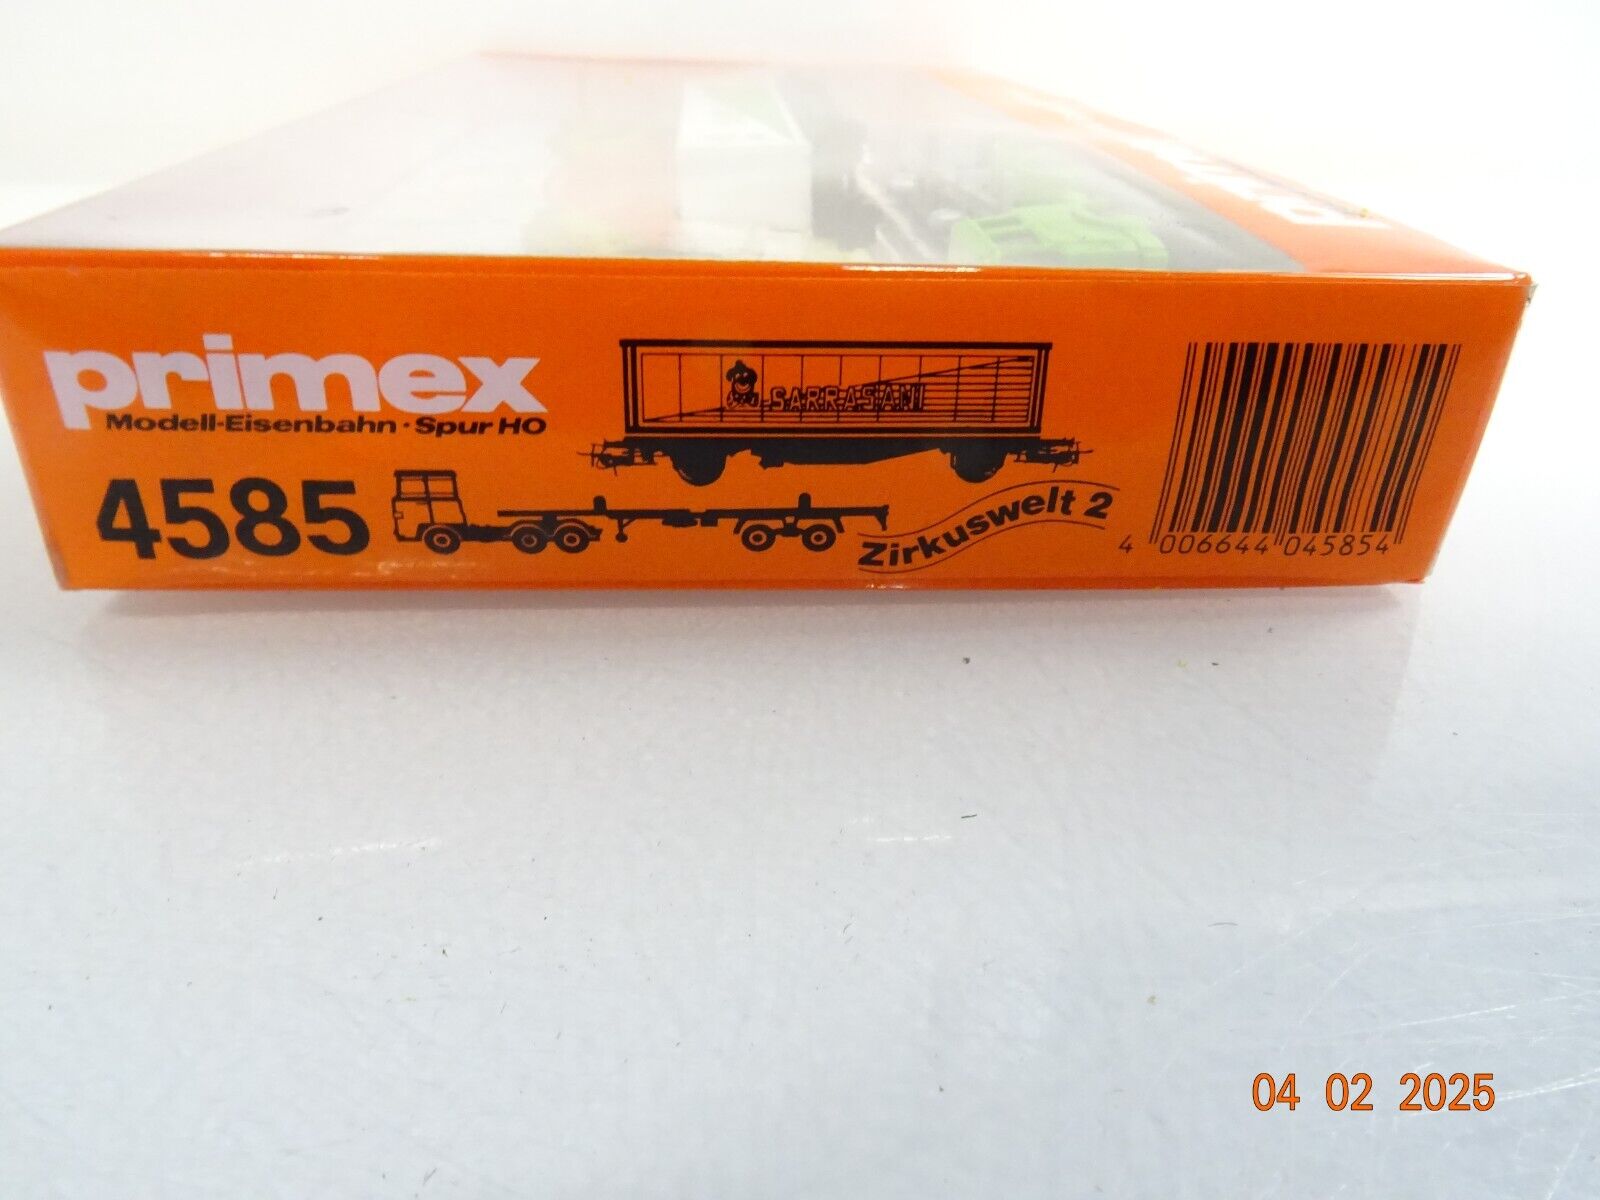 primex
Modell-Eisenbahn · Spur HO
4585
SARRASANI
Zirkuswelt 2
4 006644 045854
04 02 2025